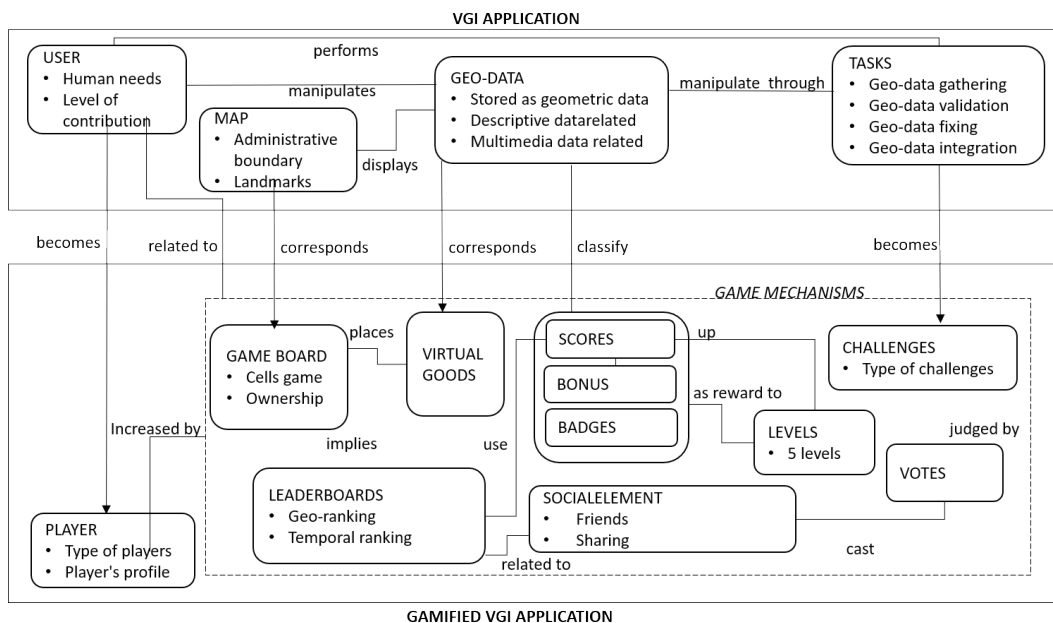 VGI APPLICATION
performs
USER
• Human needs
• Level of
contribution
manipulates
MAP
• Administrative
boundary
• Landmarks
displays
GEO-DATA
• Stored as geometric data
• Descriptive datarelated
• Multimedia data related
manipulate through
TASKS
• Geo-data gathering
• Geo-data validation
• Geo-data fixing
• Geo-data integration
becomes
related to
corresponds
corresponds
classify
becomes
GAME MECHANISMS
GAME BOARD
• Cells game
• Ownership
places
VIRTUAL
GOODS
SCORES
BONUS
BADGES
up
as reward to
CHALLENGES
• Type of challenges
LEVELS
• 5 levels
judged by
VOTES
Increased by
implies
use
LEADERBOARDS
• Geo-ranking
• Temporal ranking
SOCIALELEMENT
• Friends
• Sharing
related to
cast
PLAYER
• Type of players
• Player's profile
GAMIFIED VGI APPLICATION